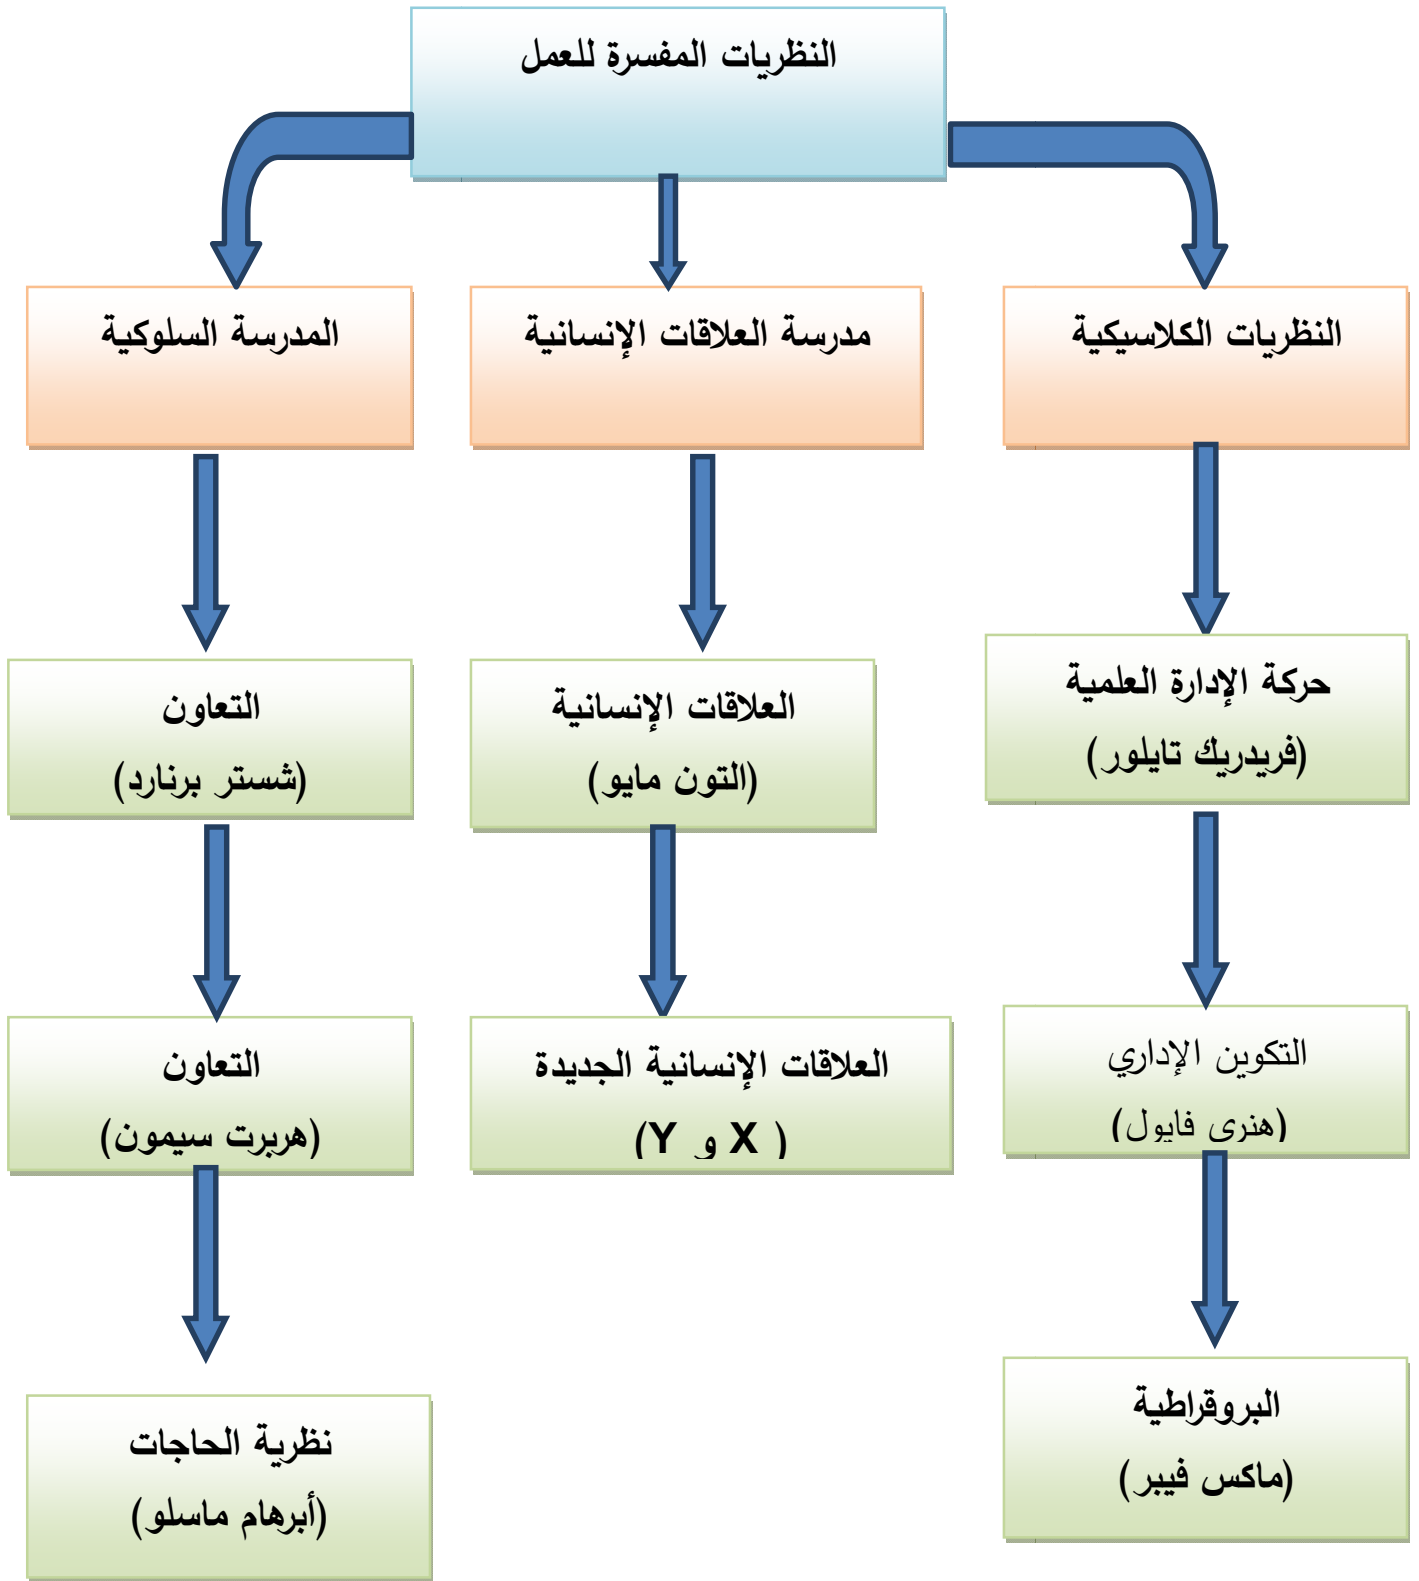 النظريات المفسرة للعمل
النظريات الكلاسيكية
مدرسة العلاقات الإنسانية
المدرسة السلوكية
حركة الإدارة العلمية
(فريدريك تايلور)
العلاقات الإنسانية
(التون مايو)
التعاون
(شستر برنارد)
التكوين الإداري
(هنري فايول)
العلاقات الإنسانية الجديدة
( X و Y)
التعاون
(هربرت سيمون)
البروقراطية
(ماكس فيبر)
نظرية الحاجات
(أبرهام ماسلو)